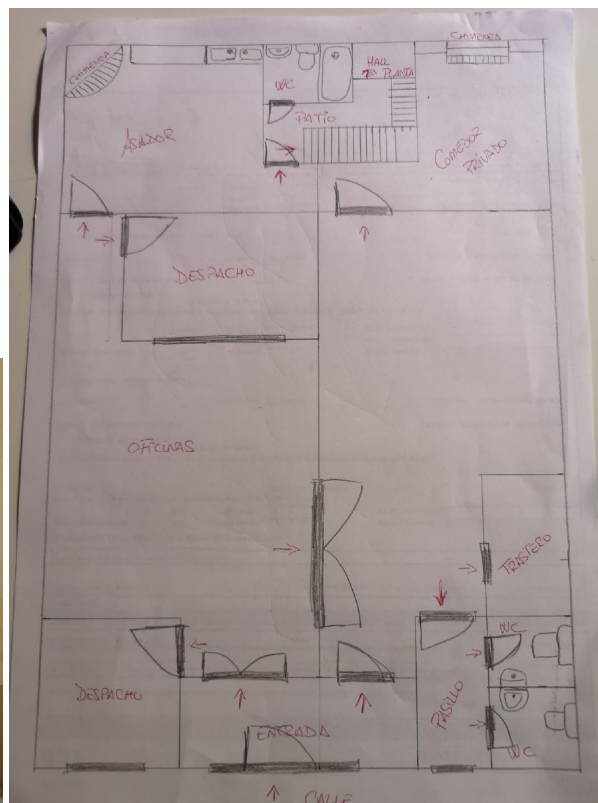 CHIMENEA
CHIMENEA
HALL
1ª PLANTA
WC
PATIO
ASADOR
COMEDOR
PRIVADO
DESPACHO
OFICINAS
TRASTERO
WC
DESPACHO
PASILLO
ENTRADA
WC
CALLE